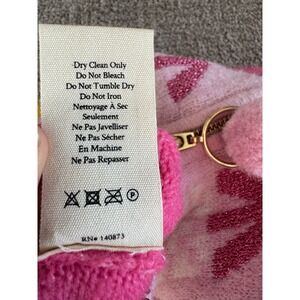 Dry Clean Only
Do Not Bleach
Do Not Tumble Dry
Do Not Iron
Nettoyage À Sec
Seulement
Ne Pas Javelliser
Ne Pas Sécher
En Machine
Ne Pas Repasser
P
RN# 140873